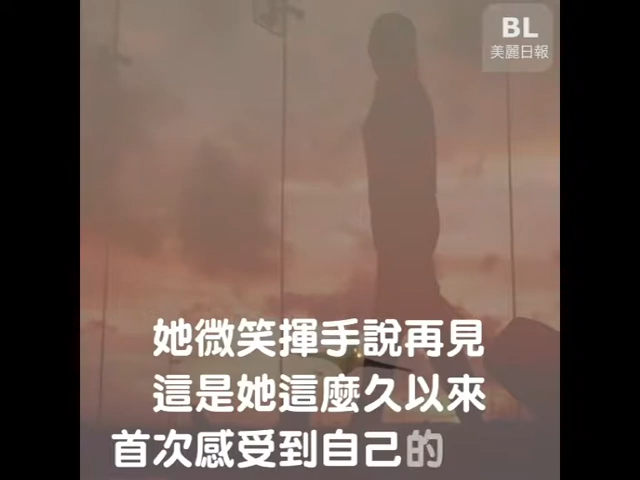 BL
美麗日報
她微笑揮手說再見
這是她這麼久以來
首次感受到自己的